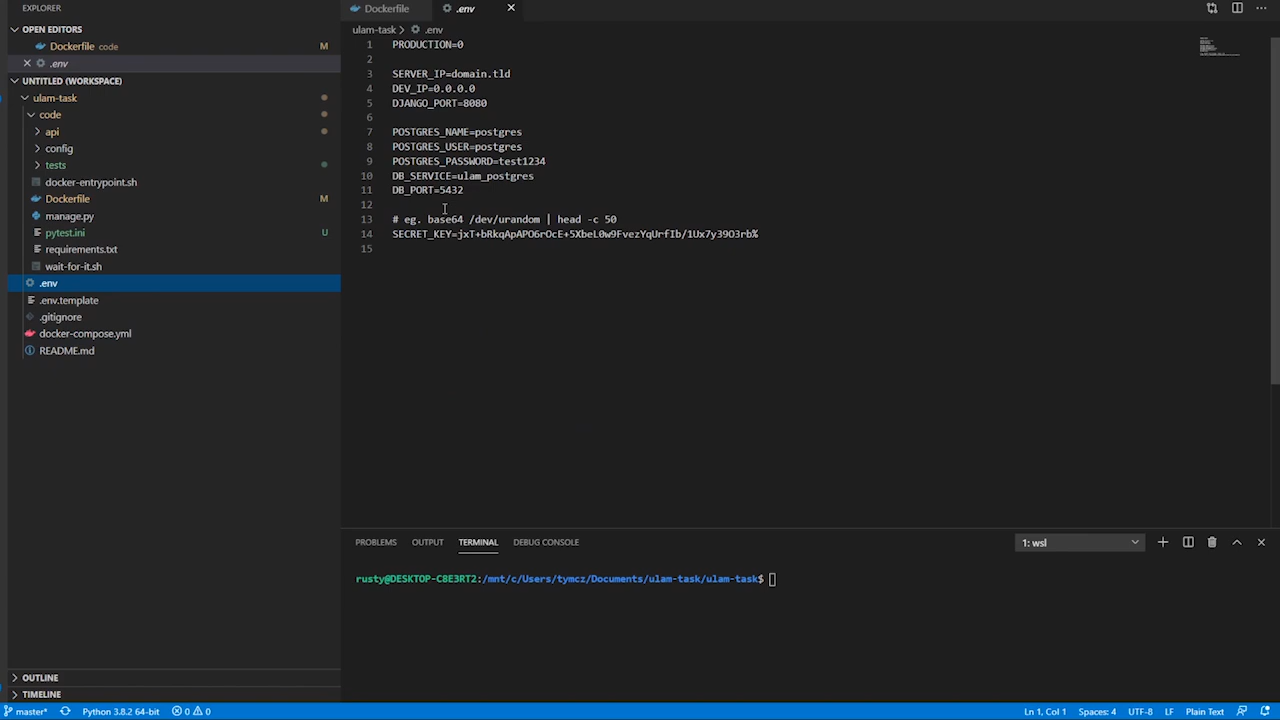 EXPLORER
Dockerfile
.env
OPEN EDITORS
Dockerfile code M
.env
UNTITLED (WORKSPACE)
ulam-task
code
api
config
tests
docker-entrypoint.sh
Dockerfile M
manage.py
pytest.ini U
requirements.txt
wait-for-it.sh
.env
.env.template
.gitignore
docker-compose.yml
README.md
OUTLINE
TIMELINE
ulam-task > .env
1 PRODUCTION=0
2
3 SERVER_IP=domain.tld
4 DEV_IP=0.0.0.0
5 DJANGO_PORT=8080
6
7 POSTGRES_NAME=postgres
8 POSTGRES_USER=postgres
9 POSTGRES_PASSWORD=test1234
10 DB_SERVICE=ulam_postgres
11 DB_PORT=5432
12
13 # eg. base64 /dev/urandom | head -c 50
14 SECRET_KEY=jxT+bRkqApAPO6rOcE+5XbeL0w9FvezYqUrfIb/1Ux7y39O3rb%
15
PROBLEMS OUTPUT TERMINAL DEBUG CONSOLE 1: wsl
rusty@DESKTOP-C8E3RT2:/mnt/c/Users/tymcz/Documents/ulam-task/ulam-task$
master* Python 3.8.2 64-bit 0 0 Ln 1, Col 1 Spaces: 4 UTF-8 LF Plain Text